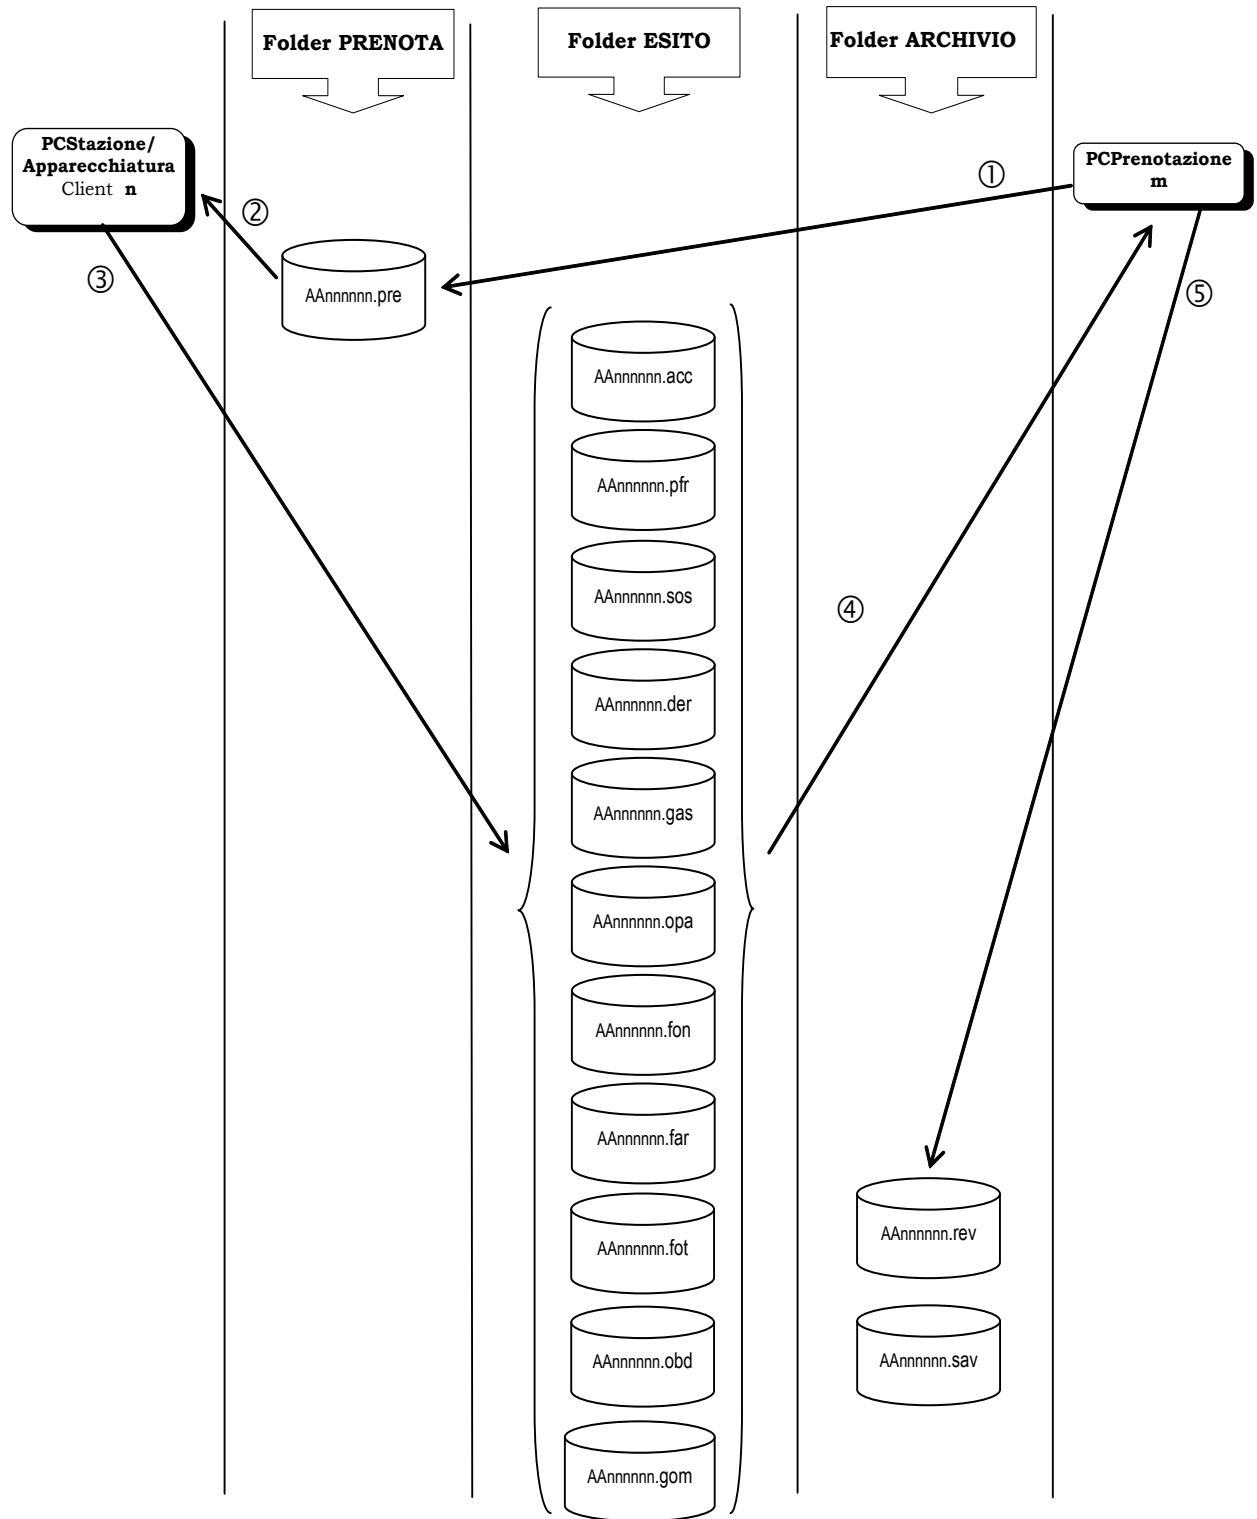 Folder PRENOTA
Folder ESITO
Folder ARCHIVIO
PCStazione/
Apparecchiatura
Client n
PCPrenotazione
m
①
②
③
AAnnnnnn.pre
⑤
AAnnnnnn.acc
AAnnnnnn.pfr
AAnnnnnn.sos
④
AAnnnnnn.der
AAnnnnnn.gas
AAnnnnnn.opa
AAnnnnnn.fon
AAnnnnnn.far
AAnnnnnn.fot
AAnnnnnn.rev
AAnnnnnn.obd
AAnnnnnn.sav
AAnnnnnn.gom